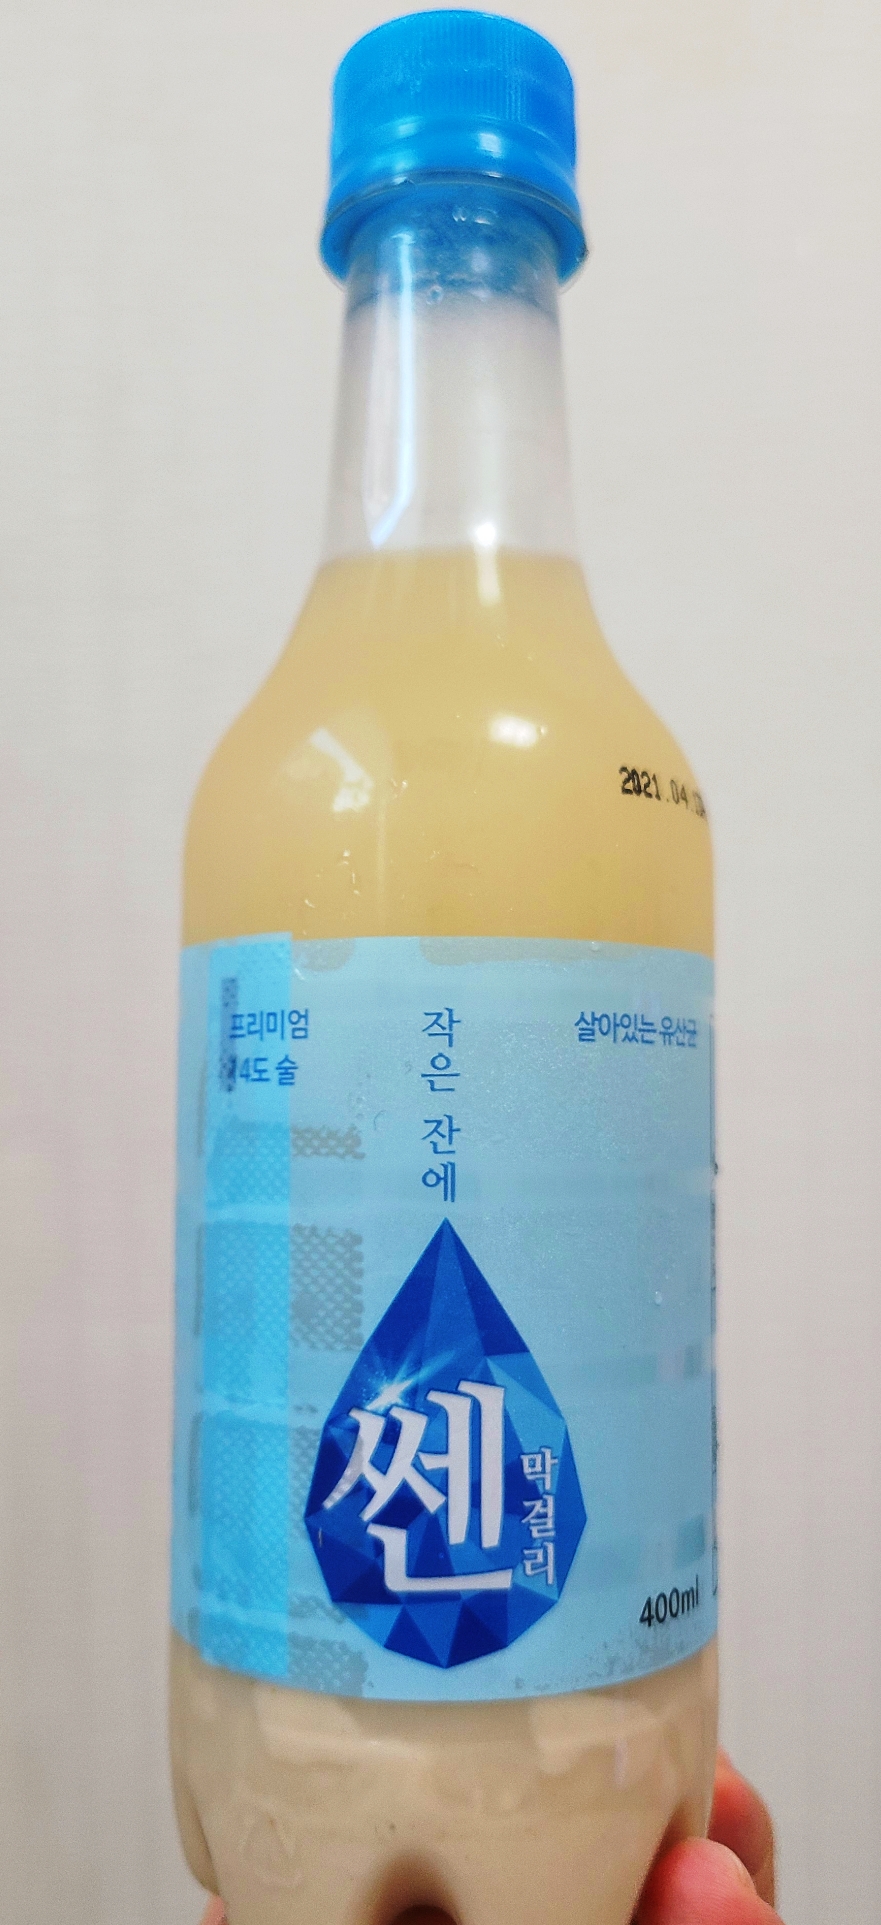 2021.04
프리미엄
14도 술
작은 잔에
살아있는 유산균
쎈
막걸리
400ml